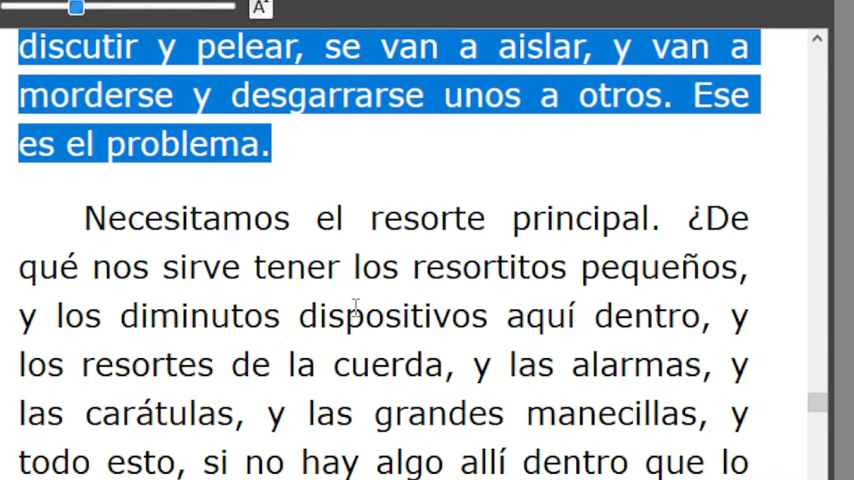 A
discutir y pelear, se van a aislar, y van a
morderse y desgarrarse unos a otros. Ese
es el problema.
Necesitamos el resorte principal. ¿De
qué nos sirve tener los resortitos pequeños,
y los diminutos dispositivos aquí dentro, y
los resortes de la cuerda, y las alarmas, y
las carátulas, y las grandes manecillas, y
todo esto, si no hay algo allí dentro que lo